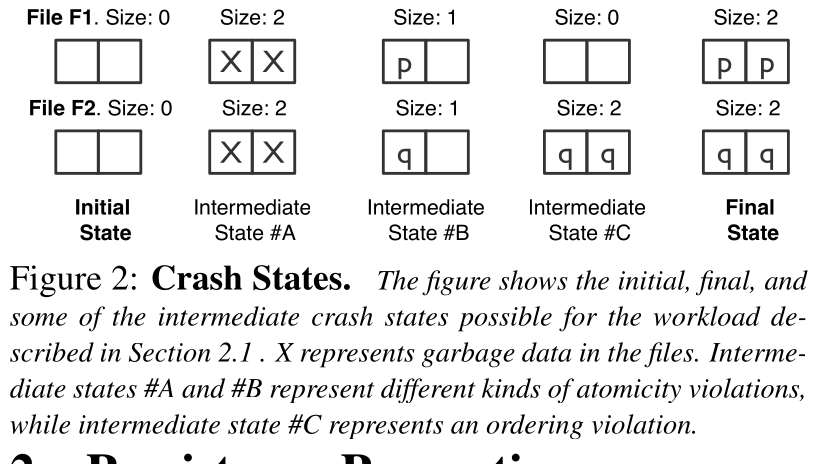 File F1. Size: 0 Size: 2 Size: 1 Size: 0 Size: 2
X X p p p
File F2. Size: 0 Size: 2 Size: 1 Size: 2 Size: 2
X X q q q q q
Initial Intermediate Intermediate Intermediate Final
State State #A State #B State #C State
Figure 2: Crash States. The figure shows the initial, final, and
some of the intermediate crash states possible for the workload de-
scribed in Section 2.1 . X represents garbage data in the files. Interme-
diate states #A and #B represent different kinds of atomicity violations,
while intermediate state #C represents an ordering violation.